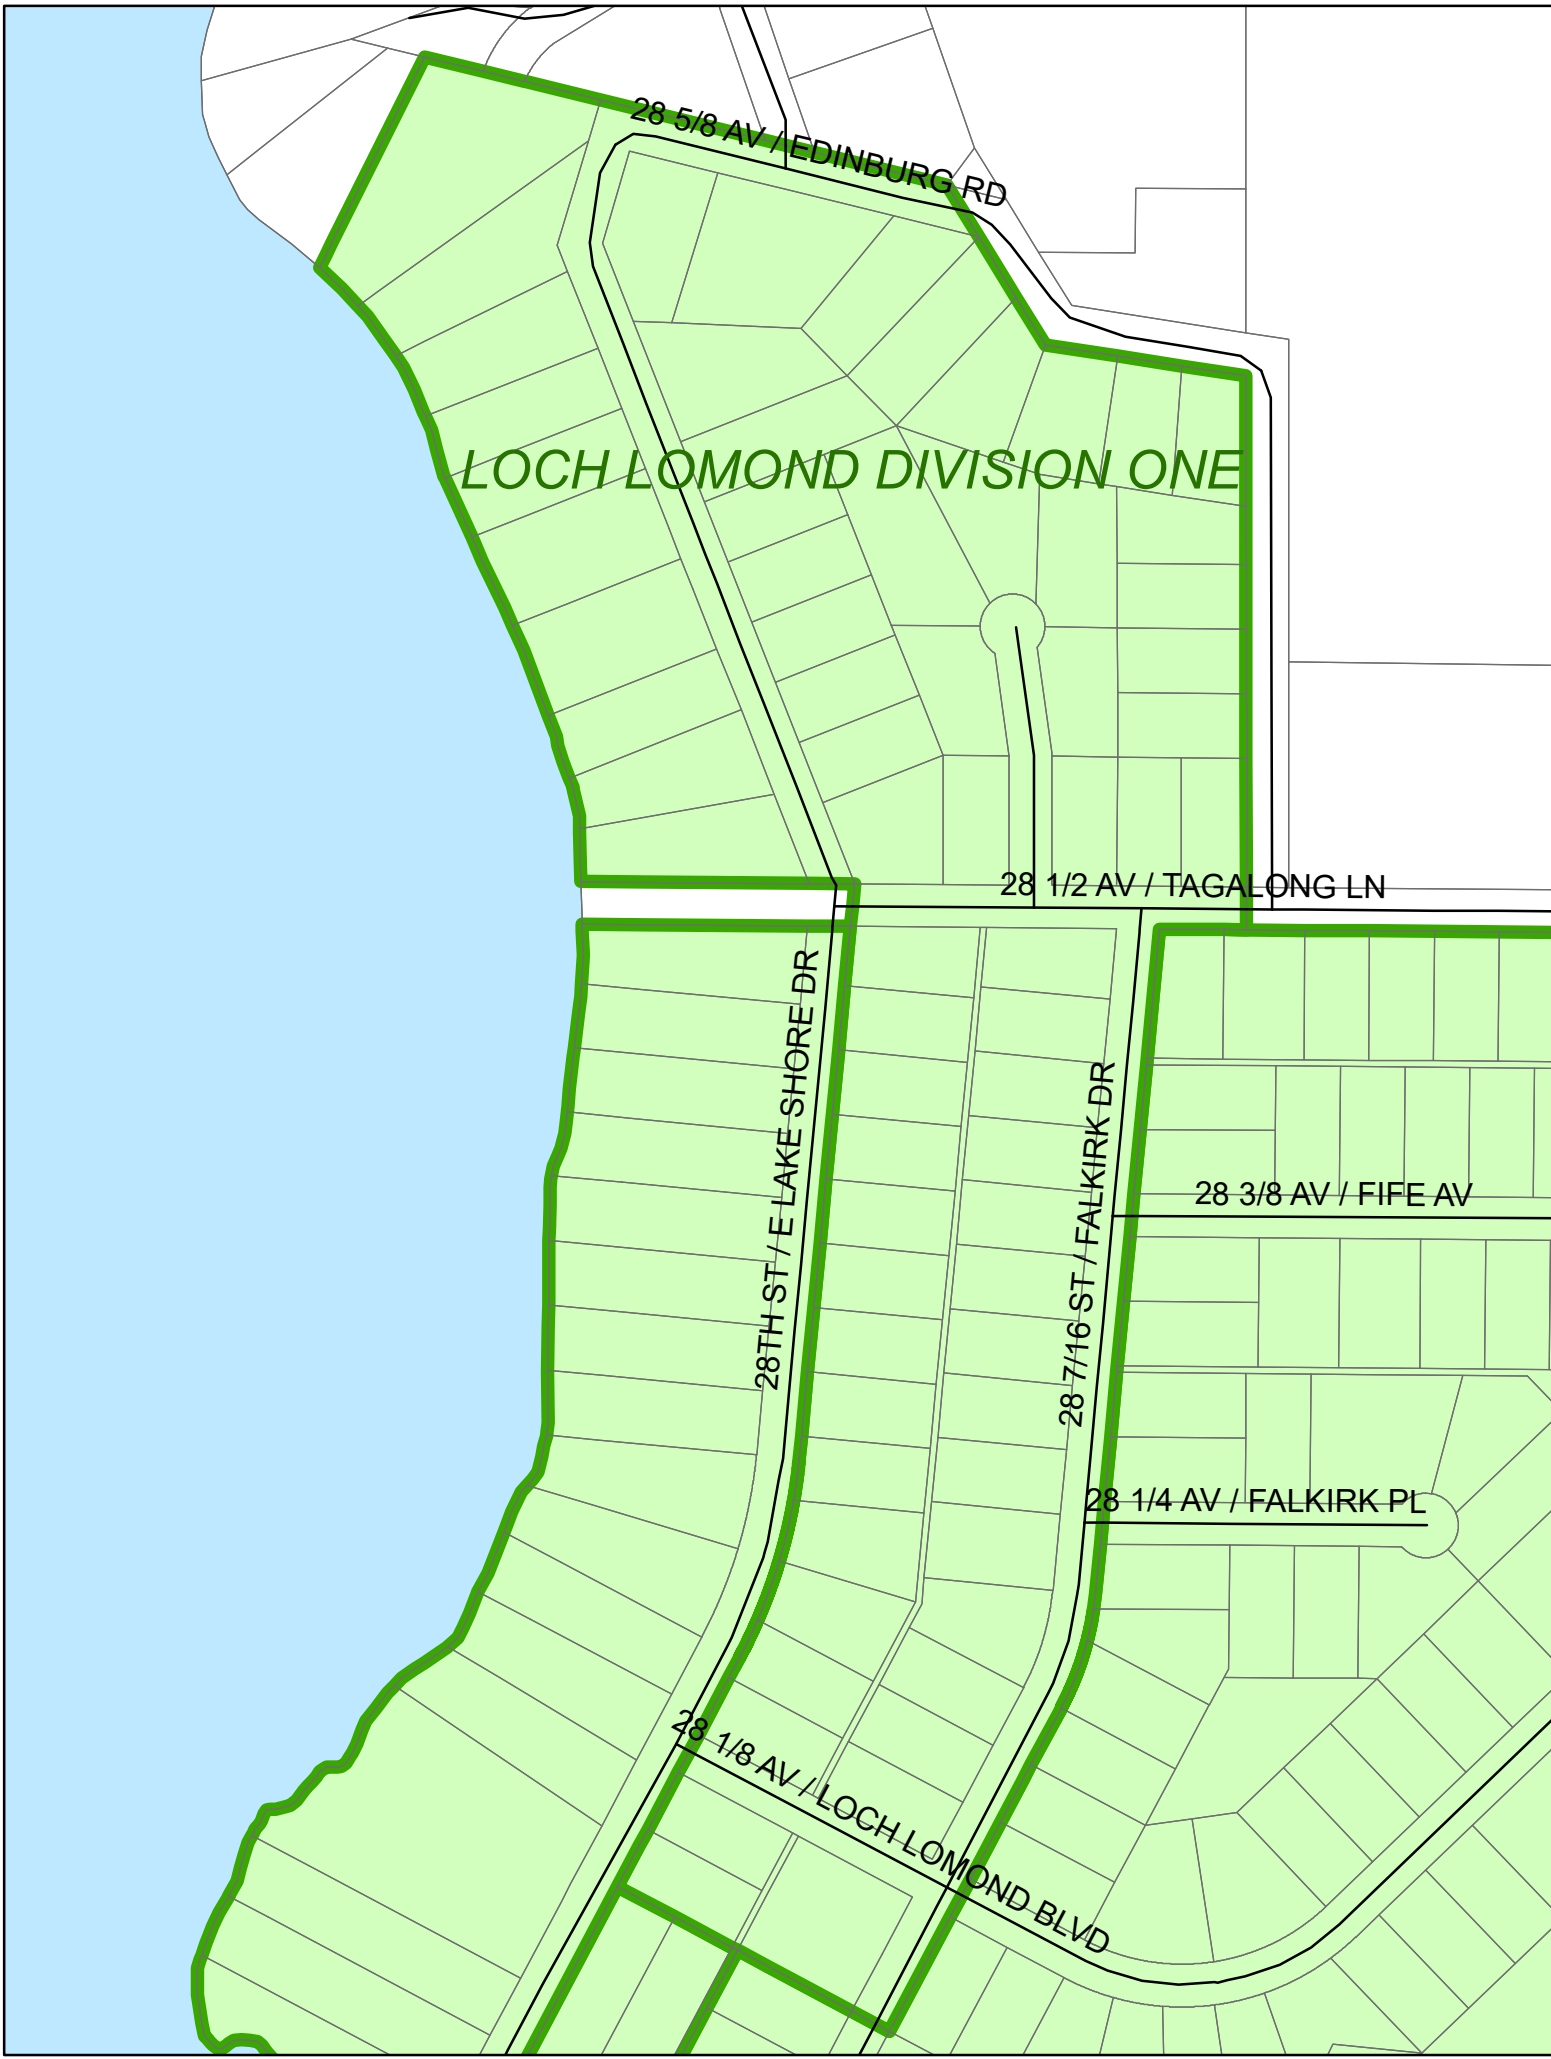 28 5/8 AV / EDINBURG RD
LOCH LOMOND DIVISION ONE
28 1/2 AV / TAGALONG LN
28TH ST / E LAKE SHORE DR
28 7/16 ST / FALKIRK DR
28 3/8 AV / FIFE AV
28 1/4 AV / FALKIRK PL
28 1/8 AV / LOCH LOMOND BLVD